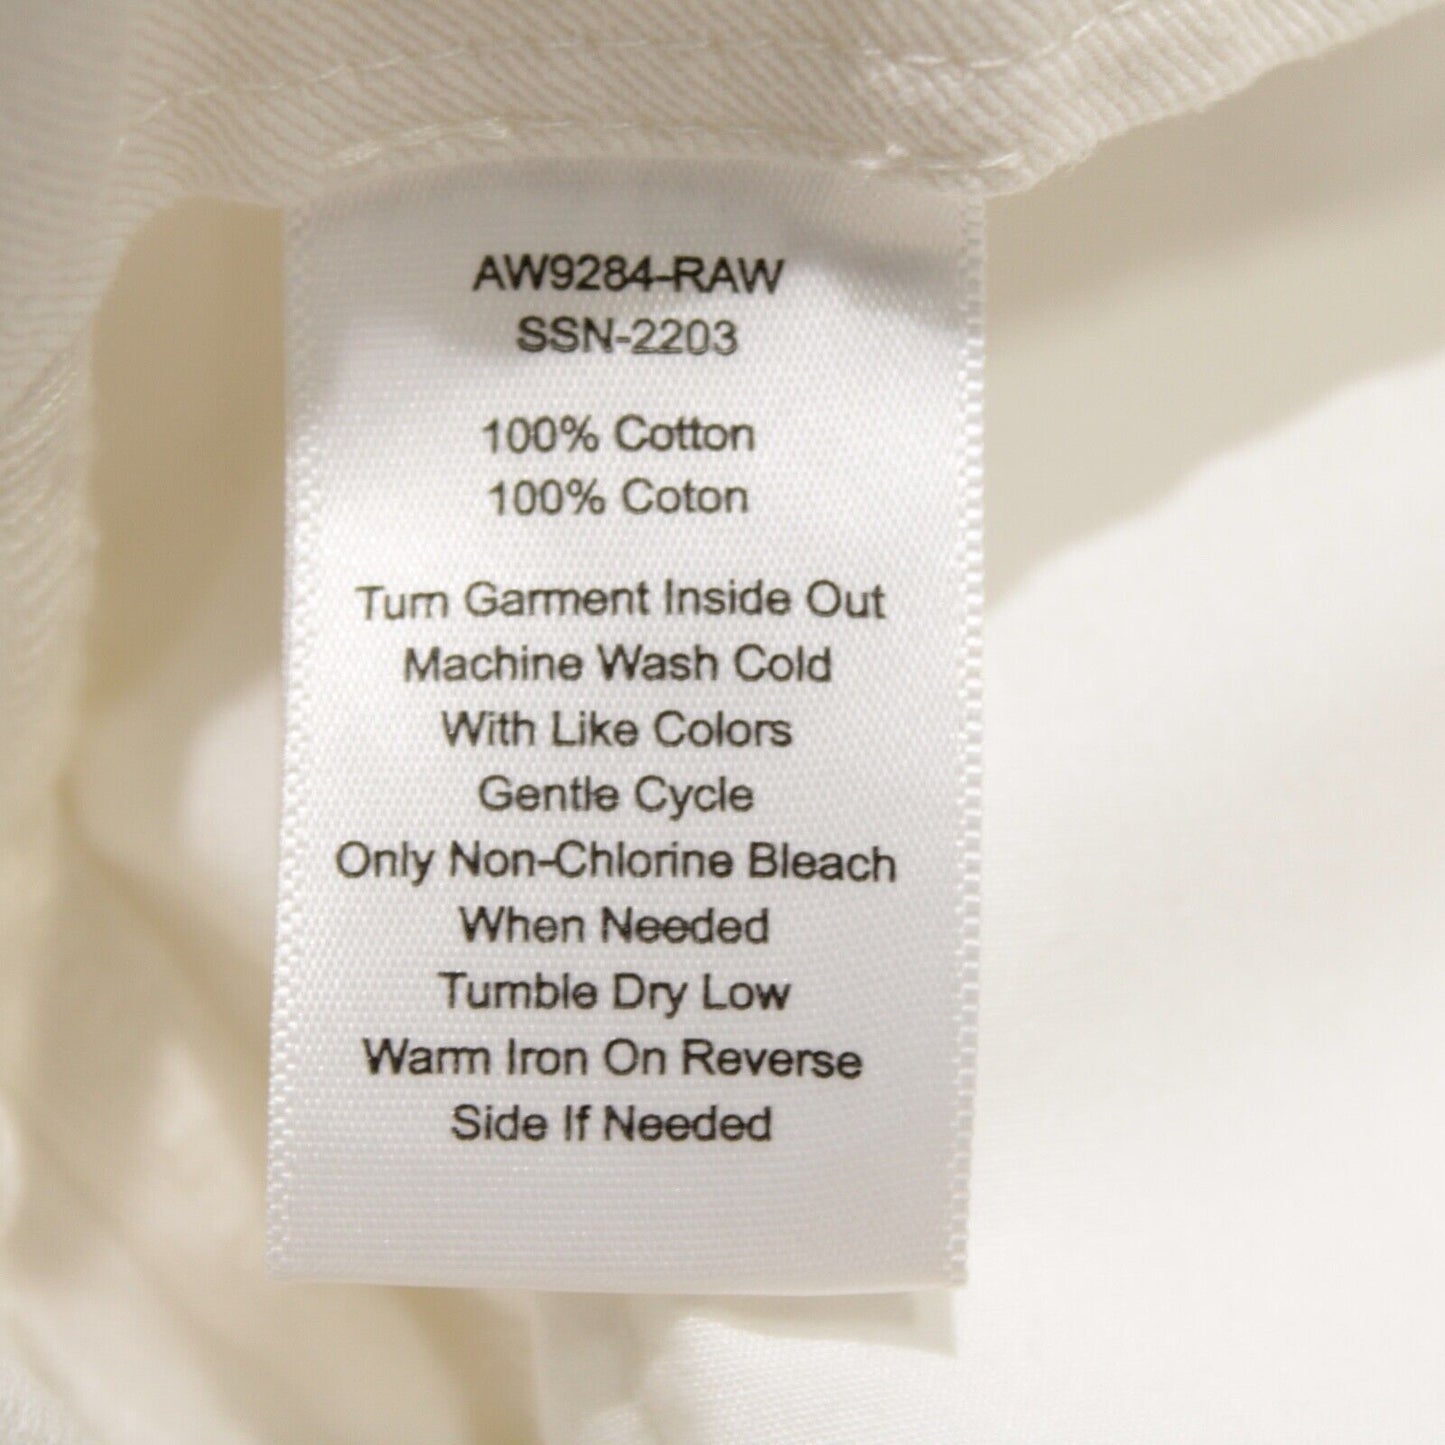 AW9284-RAW
SSN-2203
100% Cotton
100% Coton
Turn Garment Inside Out
Machine Wash Cold
With Like Colors
Gentle Cycle
Only Non-Chlorine Bleach
When Needed
Tumble Dry Low
Warm Iron On Reverse
Side If Needed